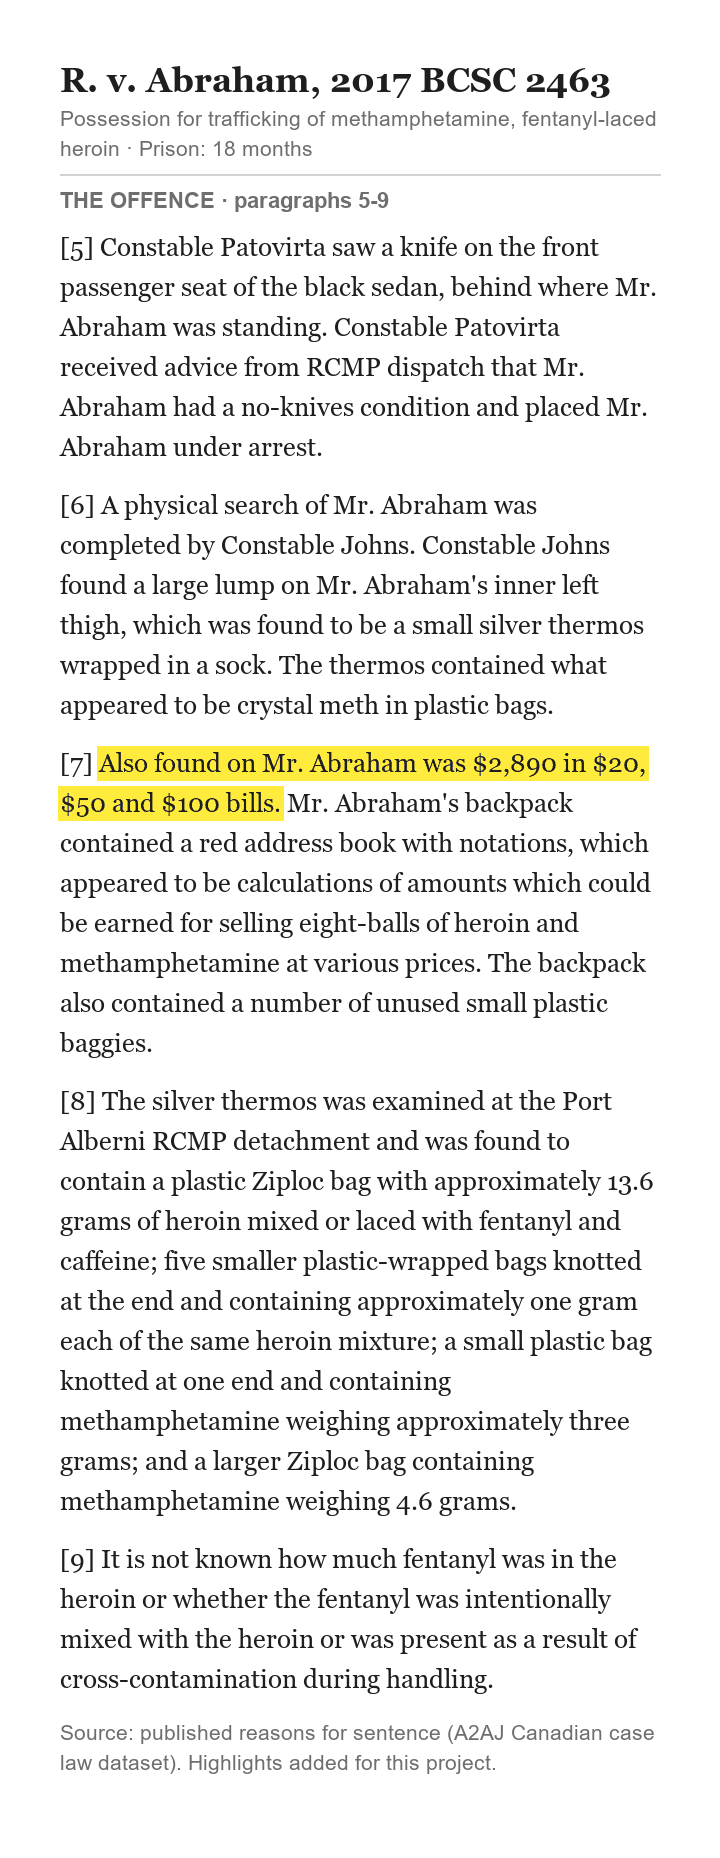 R. v. Abraham, 2017 BCSC 2463
Possession for trafficking of methamphetamine, fentanyl-laced
heroin · Prison: 18 months
THE OFFENCE · paragraphs 5-9
[5] Constable Patovirta saw a knife on the front
passenger seat of the black sedan, behind where Mr.
Abraham was standing. Constable Patovirta
received advice from RCMP dispatch that Mr.
Abraham had a no-knives condition and placed Mr.
Abraham under arrest.
[6] A physical search of Mr. Abraham was
completed by Constable Johns. Constable Johns
found a large lump on Mr. Abraham's inner left
thigh, which was found to be a small silver thermos
wrapped in a sock. The thermos contained what
appeared to be crystal meth in plastic bags.
[7] Also found on Mr. Abraham was $2,890 in $20,
$50 and $100 bills. Mr. Abraham's backpack
contained a red address book with notations, which
appeared to be calculations of amounts which could
be earned for selling eight-balls of heroin and
methamphetamine at various prices. The backpack
also contained a number of unused small plastic
baggies.
[8] The silver thermos was examined at the Port
Alberni RCMP detachment and was found to
contain a plastic Ziploc bag with approximately 13.6
grams of heroin mixed or laced with fentanyl and
caffeine; five smaller plastic-wrapped bags knotted
at the end and containing approximately one gram
each of the same heroin mixture; a small plastic bag
knotted at one end and containing
methamphetamine weighing approximately three
grams; and a larger Ziploc bag containing
methamphetamine weighing 4.6 grams.
[9] It is not known how much fentanyl was in the
heroin or whether the fentanyl was intentionally
mixed with the heroin or was present as a result of
cross-contamination during handling.
Source: published reasons for sentence (A2AJ Canadian case
law dataset). Highlights added for this project.